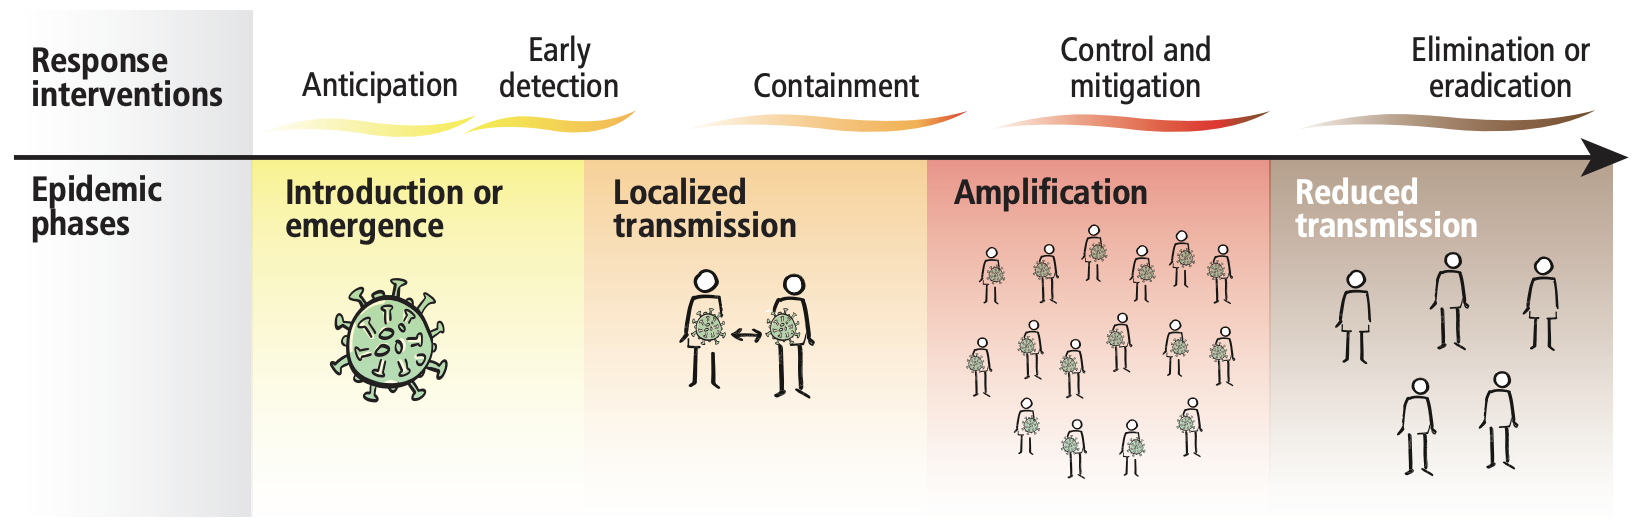 Response
interventions
Anticipation
Early
detection
Containment
Control and
mitigation
Elimination or
eradication
Epidemic
phases
Introduction or
emergence
Localized
transmission
Amplification
Reduced
transmission